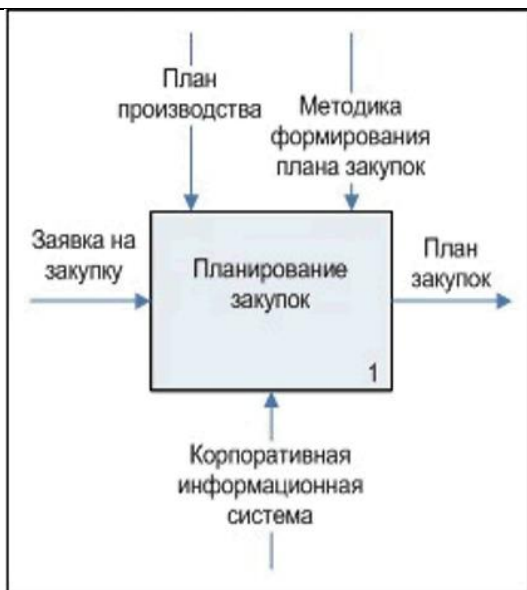 План
производства
Методика
формирования
плана закупок
Заявка на
закупку
Планирование
закупок
1
План
закупок
Корпоративная
информационная
система